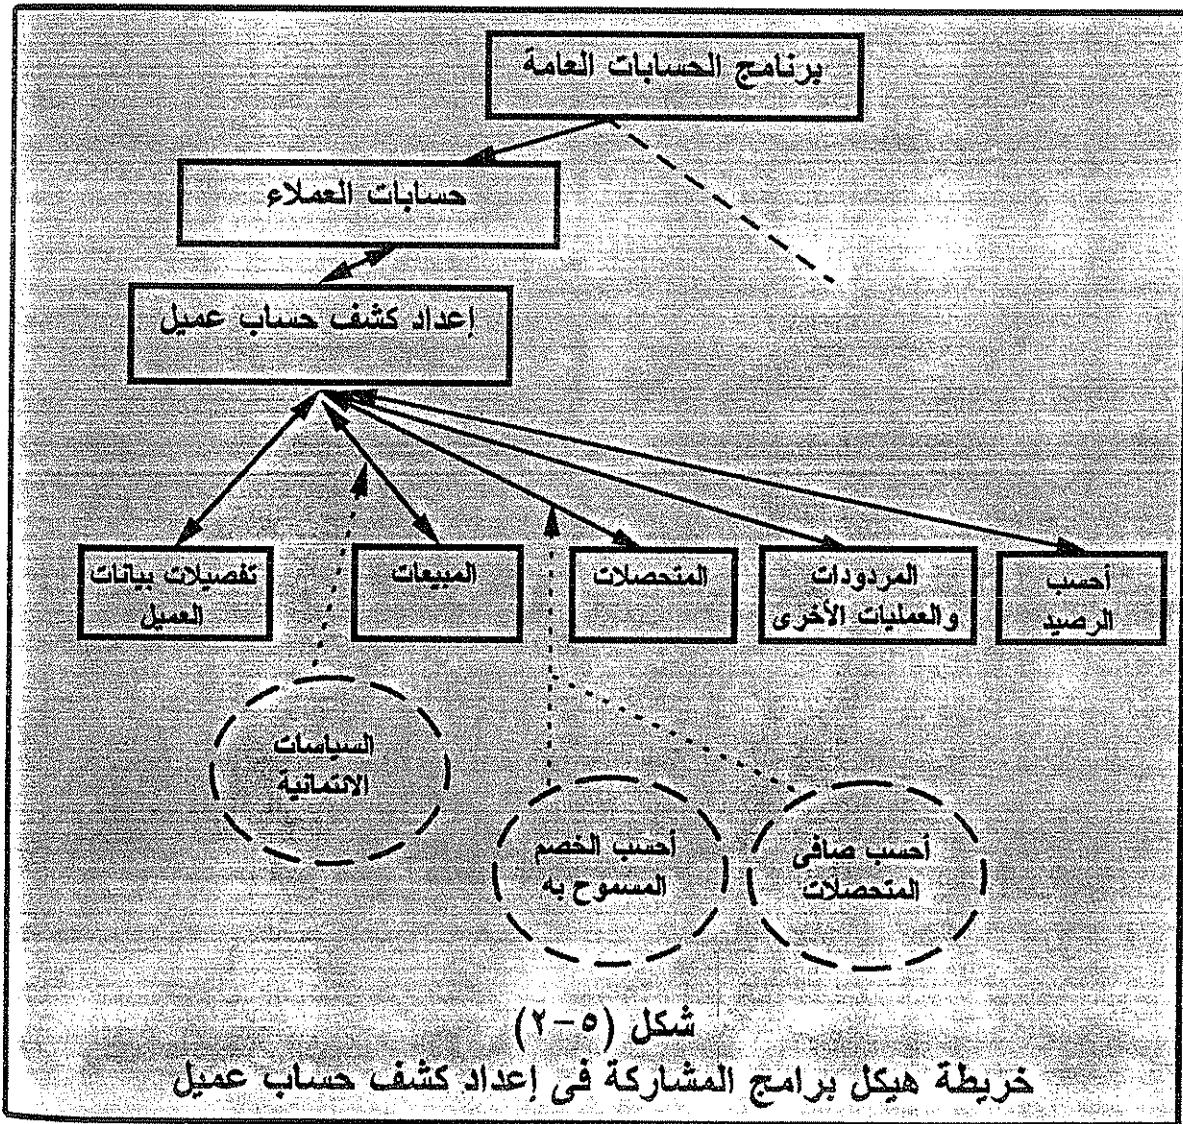 برنامج الحسابات العامة
حسابات العملاء
إعداد كشف حساب عميل
أحسب
الرصيد
المردودات
والعمليات الأخرى
المتحصلات
المبيعات
تفصيلات بيانات
العميل
السياسات
الائتمانية
أحسب الخصم
المسموح به
أحسب صافى
المتحصلات
شكل (٥-٢)
خريطة هيكل برامج المشاركة فى إعداد كشف حساب عميل